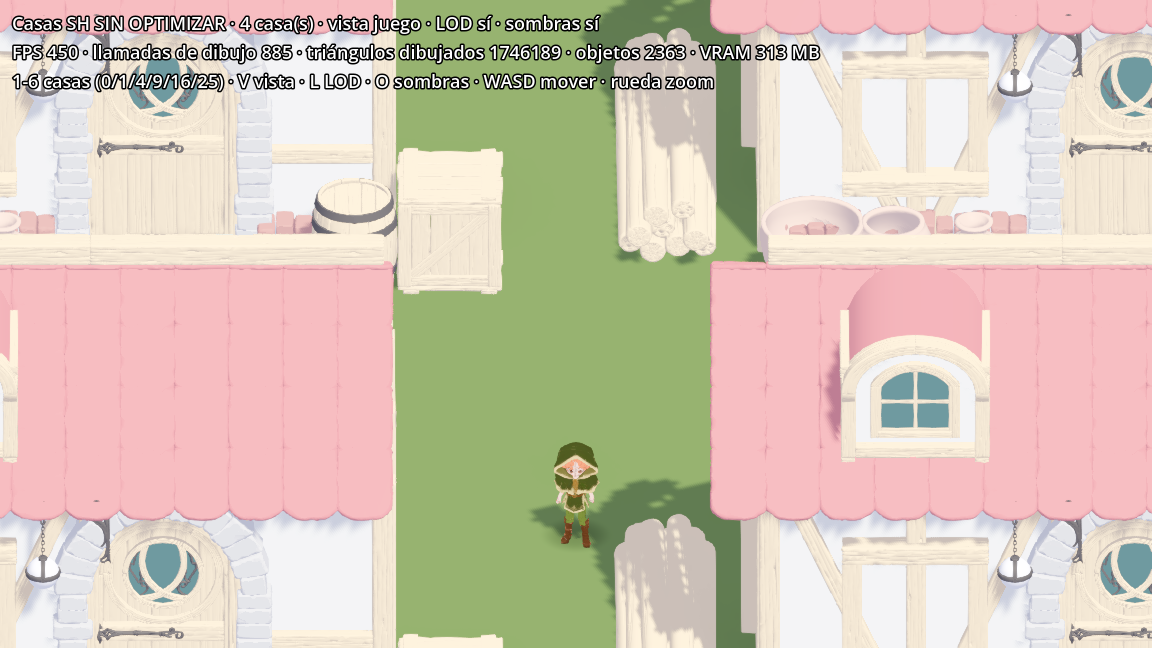 Casas SH SIN OPTIMIZAR · 4 casa(s) · vista juego · LOD sí · sombras sí
FPS 450 · llamadas de dibujo 885 · triángulos dibujados 1746189 · objetos 2363 · VRAM 313 MB
1-6 casas (0/1/4/9/16/25) · V vista · L LOD · O sombras · WASD mover · rueda zoom